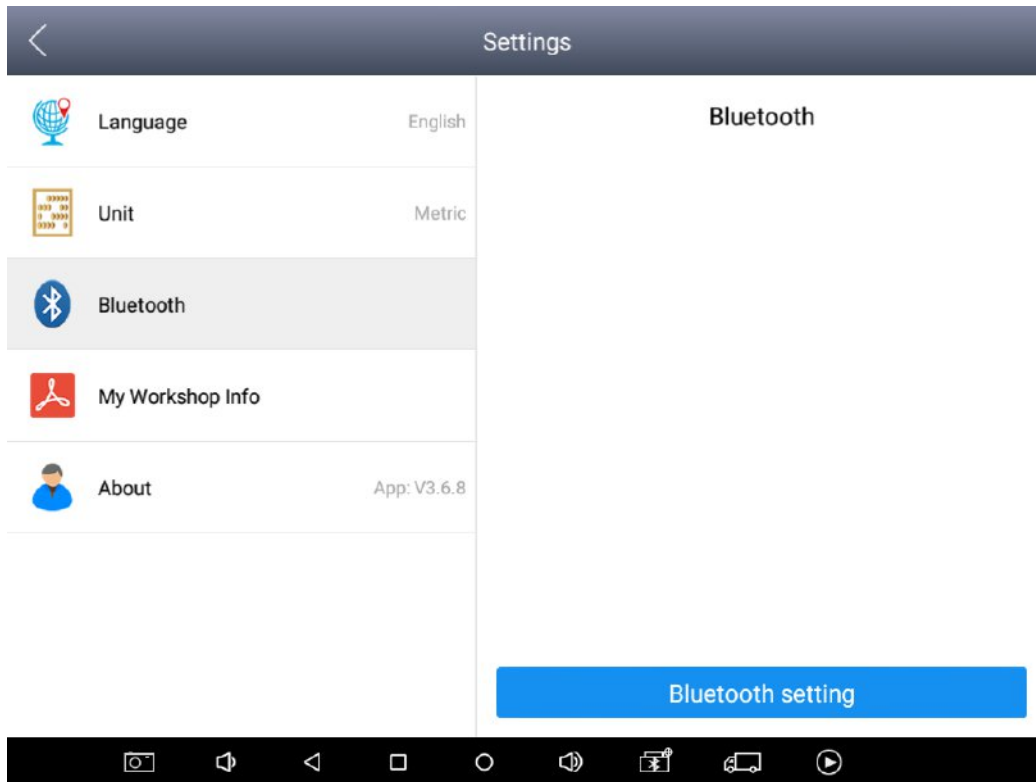 Settings
Language English
Unit Metric
Bluetooth
My Workshop Info
About App: V3.6.8
Bluetooth
Bluetooth setting